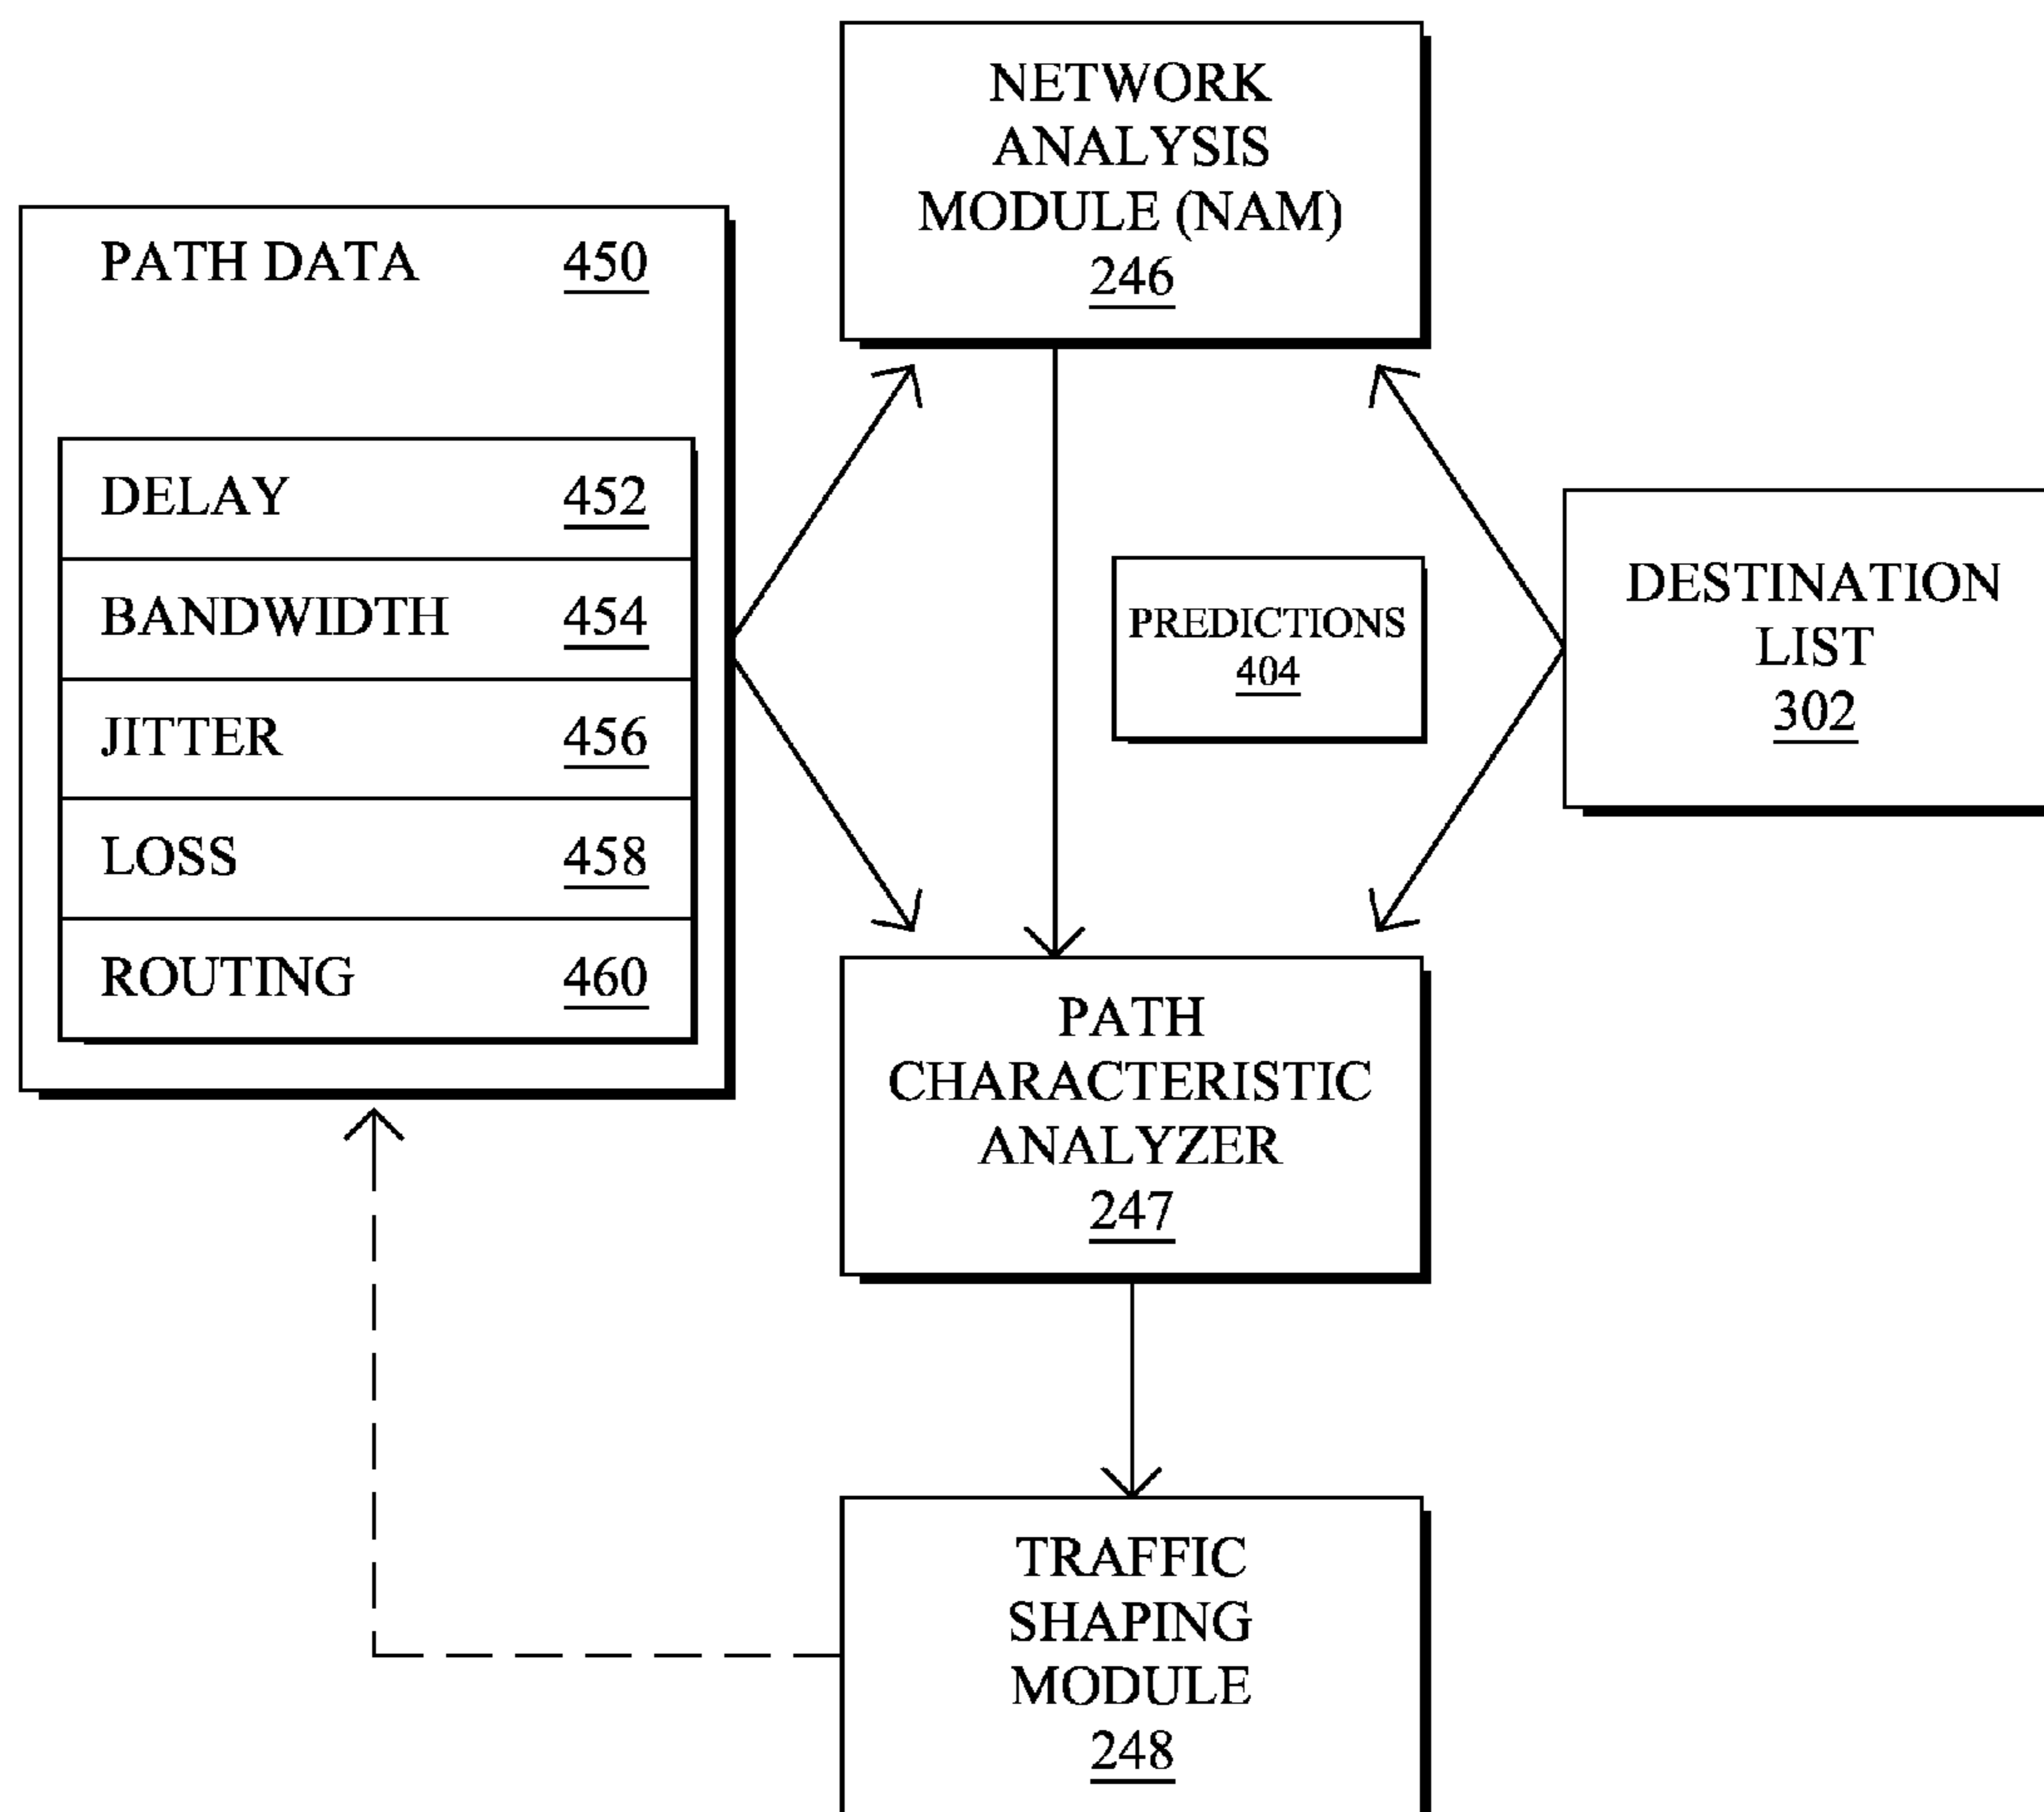 NETWORK
ANALYSIS
MODULE (NAM)
246
PATH DATA 450
DELAY 452
BANDWIDTH 454
JITTER 456
LOSS 458
ROUTING 460
PREDICTIONS
404
DESTINATION
LIST
302
PATH
CHARACTERISTIC
ANALYZER
247
TRAFFIC
SHAPING
MODULE
248